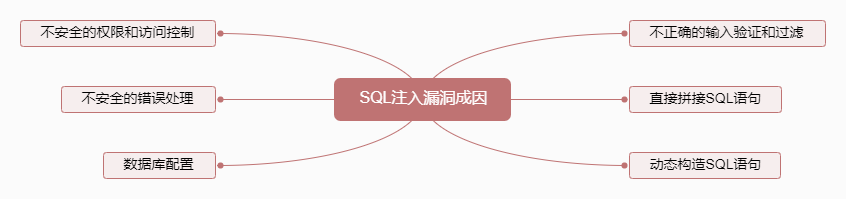 不安全的权限和访问控制
不正确的输入验证和过滤
SQL注入漏洞成因
不安全的错误处理
直接拼接SQL语句
数据库配置
动态构造SQL语句